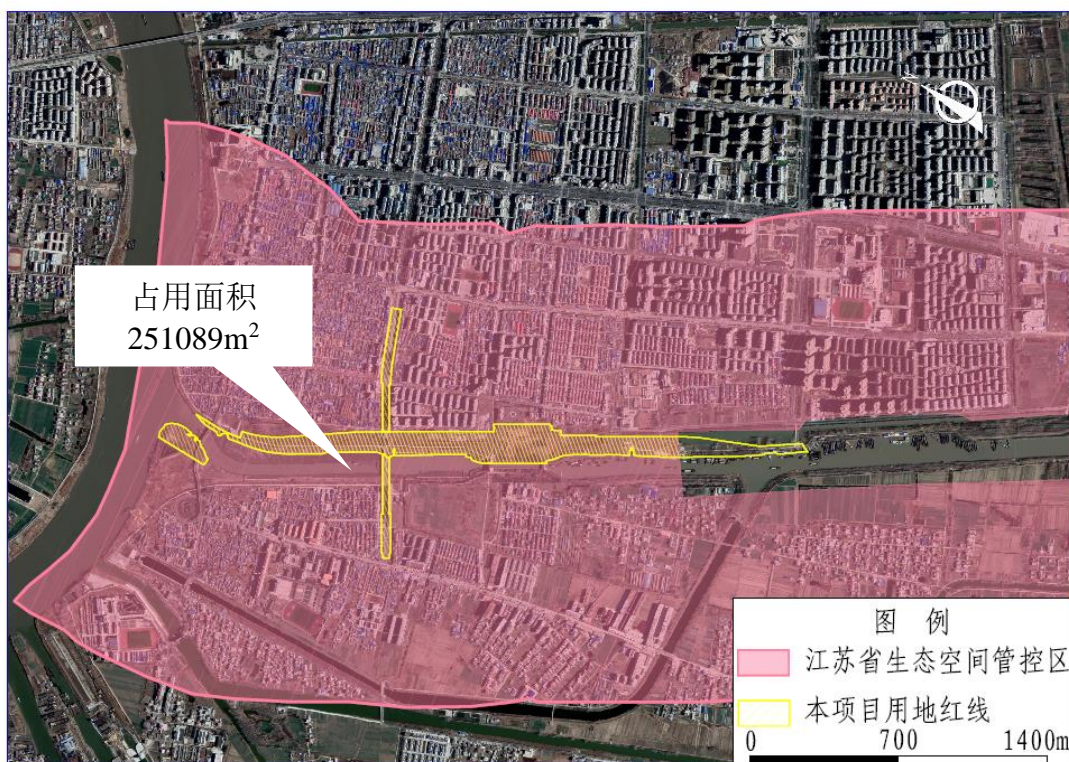 占用面积
251089m²
图 例
江苏省生态空间管控区
本项目用地红线
0 700 1400m